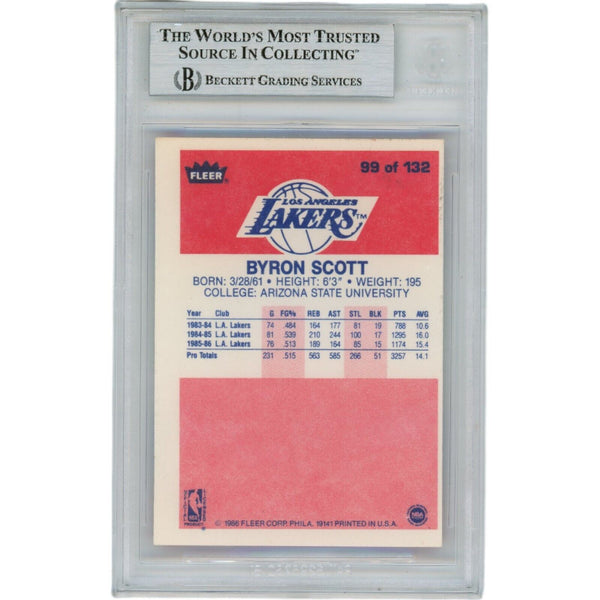 THE WORLD'S MOST TRUSTED
SOURCE IN COLLECTING™
B BECKETT GRADING SERVICES
FLEER
99 of 132
LOS ANGELES
LAKERS™
BYRON SCOTT
BORN: 3/28/61 • HEIGHT: 6'3" • WEIGHT: 195
COLLEGE: ARIZONA STATE UNIVERSITY
Year Club G FG% REB AST STL BLK PTS AVG
1983-84 L.A. Lakers 74 .484 164 177 81 19 788 10.6
1984-85 L.A. Lakers 81 .539 210 244 100 17 1295 16.0
1985-86 L.A. Lakers 76 .513 189 164 85 15 1174 15.4
Pro Totals 231 .515 563 585 266 51 3257 14.1
© 1986 FLEER CORP. PHILA. 19141 PRINTED IN U.S.A.